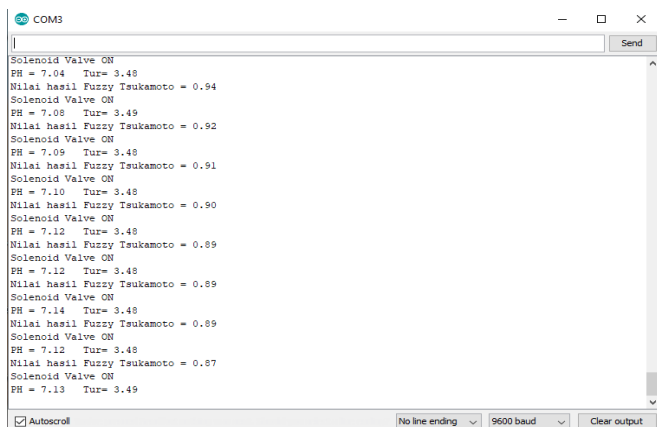 COM3
Send
Solenoid Valve ON
PH = 7.04 Tur= 3.48
Nilai hasil Fuzzy Tsukamoto = 0.94
Solenoid Valve ON
PH = 7.08 Tur= 3.49
Nilai hasil Fuzzy Tsukamoto = 0.92
Solenoid Valve ON
PH = 7.09 Tur= 3.48
Nilai hasil Fuzzy Tsukamoto = 0.91
Solenoid Valve ON
PH = 7.10 Tur= 3.48
Nilai hasil Fuzzy Tsukamoto = 0.90
Solenoid Valve ON
PH = 7.12 Tur= 3.48
Nilai hasil Fuzzy Tsukamoto = 0.89
Solenoid Valve ON
PH = 7.12 Tur= 3.48
Nilai hasil Fuzzy Tsukamoto = 0.89
Solenoid Valve ON
PH = 7.14 Tur= 3.48
Nilai hasil Fuzzy Tsukamoto = 0.89
Solenoid Valve ON
PH = 7.12 Tur= 3.48
Nilai hasil Fuzzy Tsukamoto = 0.87
Solenoid Valve ON
PH = 7.13 Tur= 3.49
Autoscroll No line ending 9600 baud Clear output